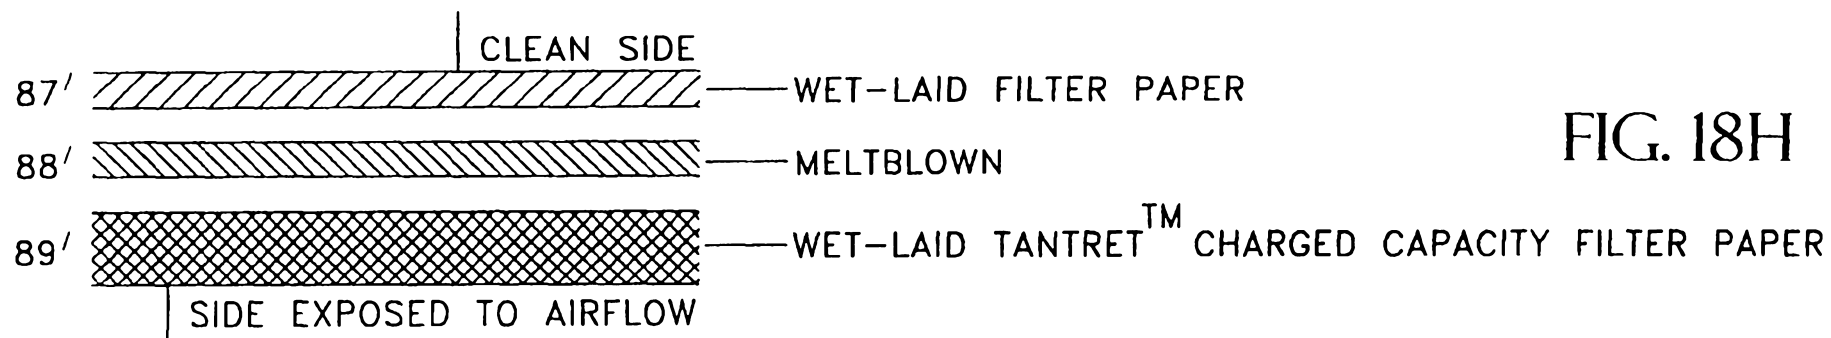 CLEAN SIDE
87′ WET-LAID FILTER PAPER
FIG. 18H
88′ MELTBLOWN
89′ WET-LAID TANTRET™ CHARGED CAPACITY FILTER PAPER
SIDE EXPOSED TO AIRFLOW